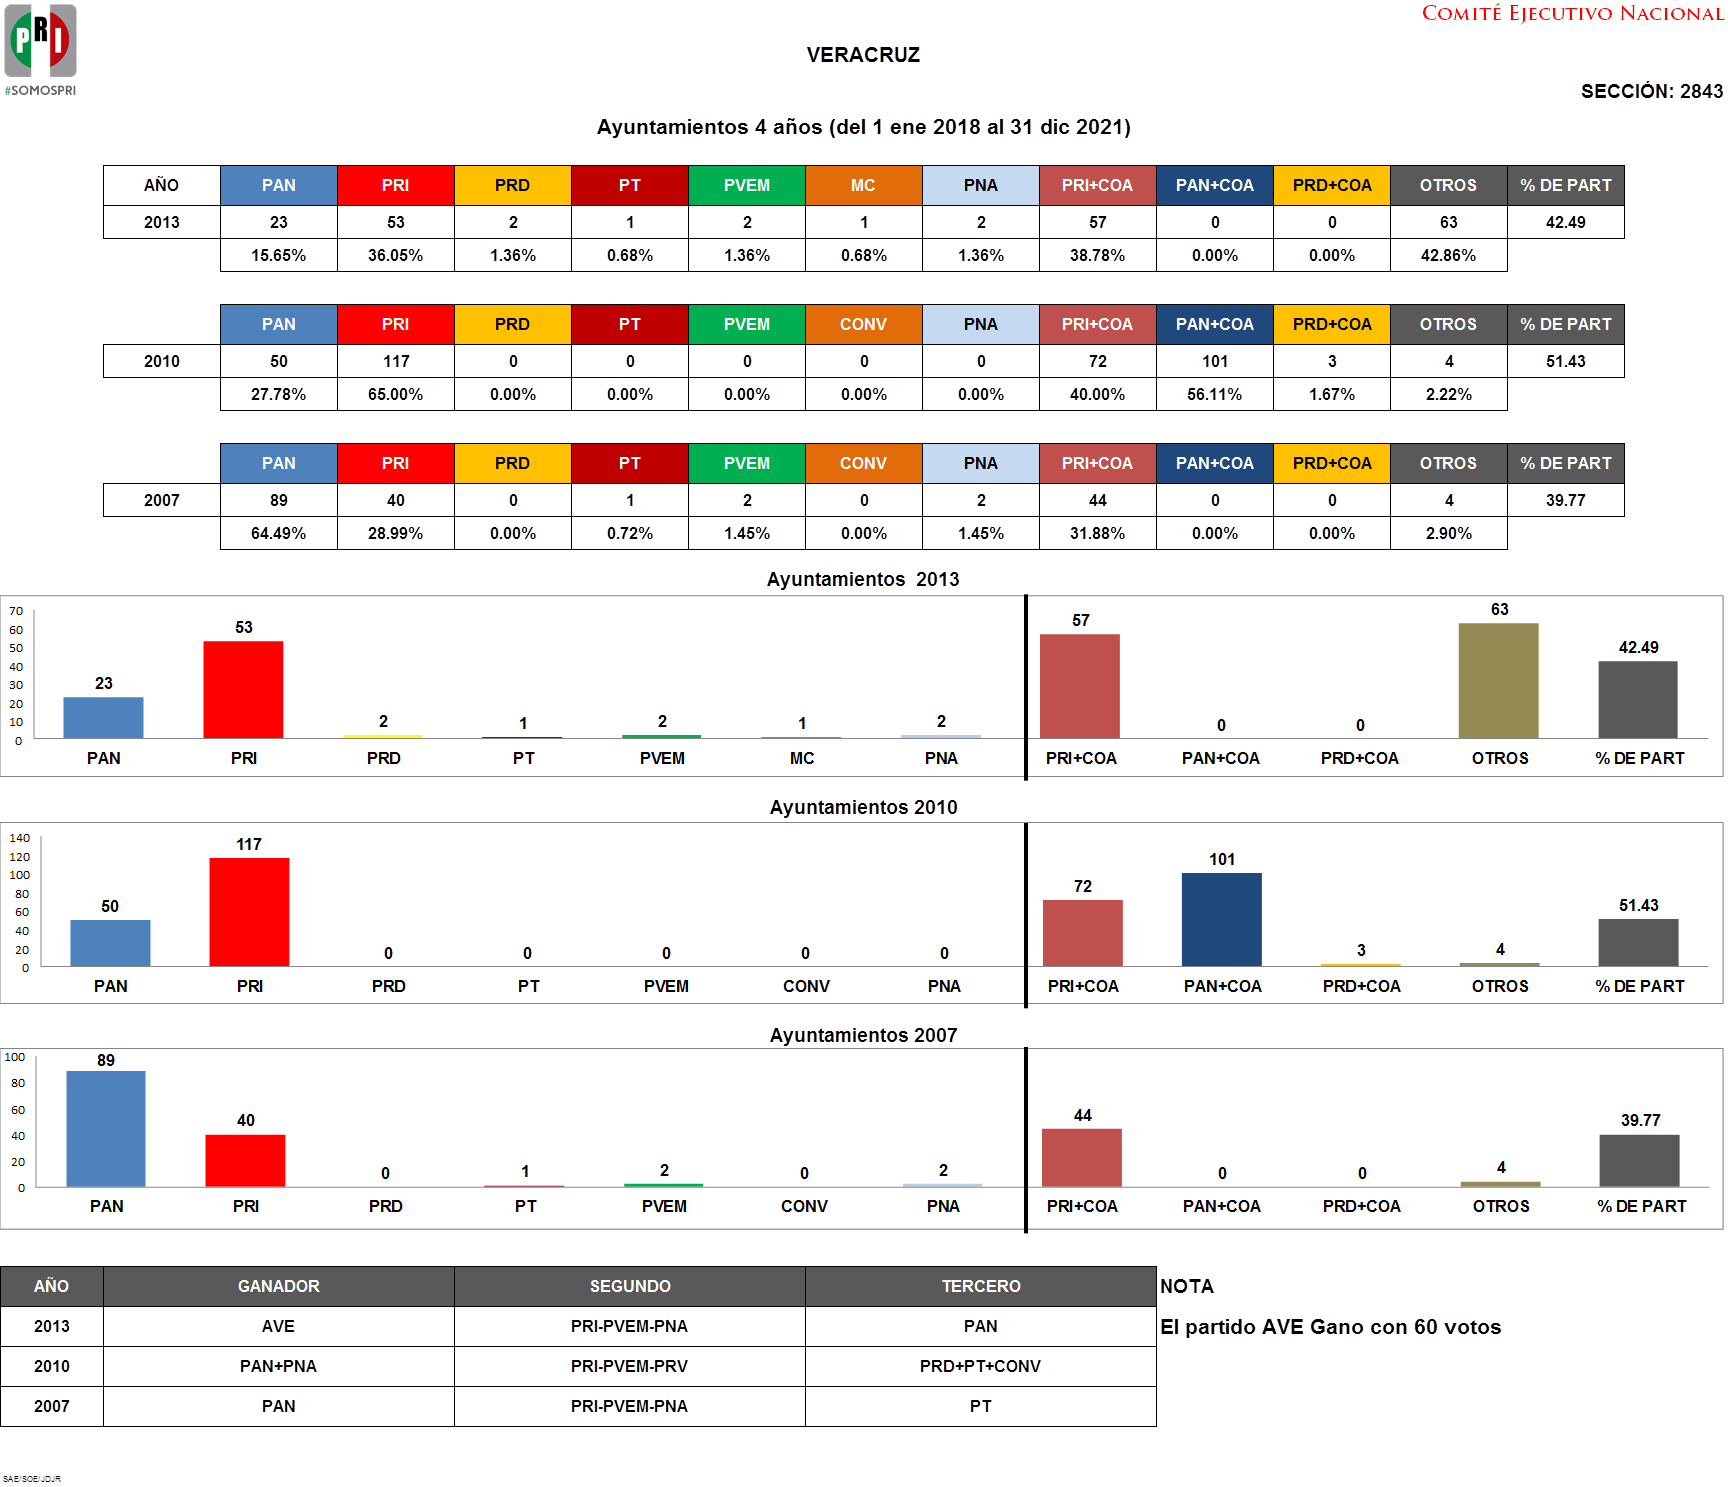 PRI
#SOMOSPRI
COMITÉ EJECUTIVO NACIONAL
VERACRUZ
SECCIÓN: 2843
Ayuntamientos 4 años (del 1 ene 2018 al 31 dic 2021)
AÑO PAN PRI PRD PT PVEM MC PNA PRI+COA PAN+COA PRD+COA OTROS % DE PART
2013 23 53 2 1 2 1 2 57 0 0 63 42.49
15.65% 36.05% 1.36% 0.68% 1.36% 0.68% 1.36% 38.78% 0.00% 0.00% 42.86%
PAN PRI PRD PT PVEM CONV PNA PRI+COA PAN+COA PRD+COA OTROS % DE PART
2010 50 117 0 0 0 0 0 72 101 3 4 51.43
27.78% 65.00% 0.00% 0.00% 0.00% 0.00% 0.00% 40.00% 56.11% 1.67% 2.22%
PAN PRI PRD PT PVEM CONV PNA PRI+COA PAN+COA PRD+COA OTROS % DE PART
2007 89 40 0 1 2 0 2 44 0 0 4 39.77
64.49% 28.99% 0.00% 0.72% 1.45% 0.00% 1.45% 31.88% 0.00% 0.00% 2.90%
Ayuntamientos 2013
70
60
50
40
30
20
10
0
23 53 2 1 2 1 2 57 0 0 63 42.49
PAN PRI PRD PT PVEM MC PNA PRI+COA PAN+COA PRD+COA OTROS % DE PART
Ayuntamientos 2010
140
120
100
80
60
40
20
0
50 117 0 0 0 0 0 72 101 3 4 51.43
PAN PRI PRD PT PVEM CONV PNA PRI+COA PAN+COA PRD+COA OTROS % DE PART
Ayuntamientos 2007
100
80
60
40
20
0
89 40 0 1 2 0 2 44 0 0 4 39.77
PAN PRI PRD PT PVEM CONV PNA PRI+COA PAN+COA PRD+COA OTROS % DE PART
AÑO GANADOR SEGUNDO TERCERO NOTA
2013 AVE PRI-PVEM-PNA PAN El partido AVE Gano con 60 votos
2010 PAN+PNA PRI-PVEM-PRV PRD+PT+CONV
2007 PAN PRI-PVEM-PNA PT
SAE/SOE/JDJR